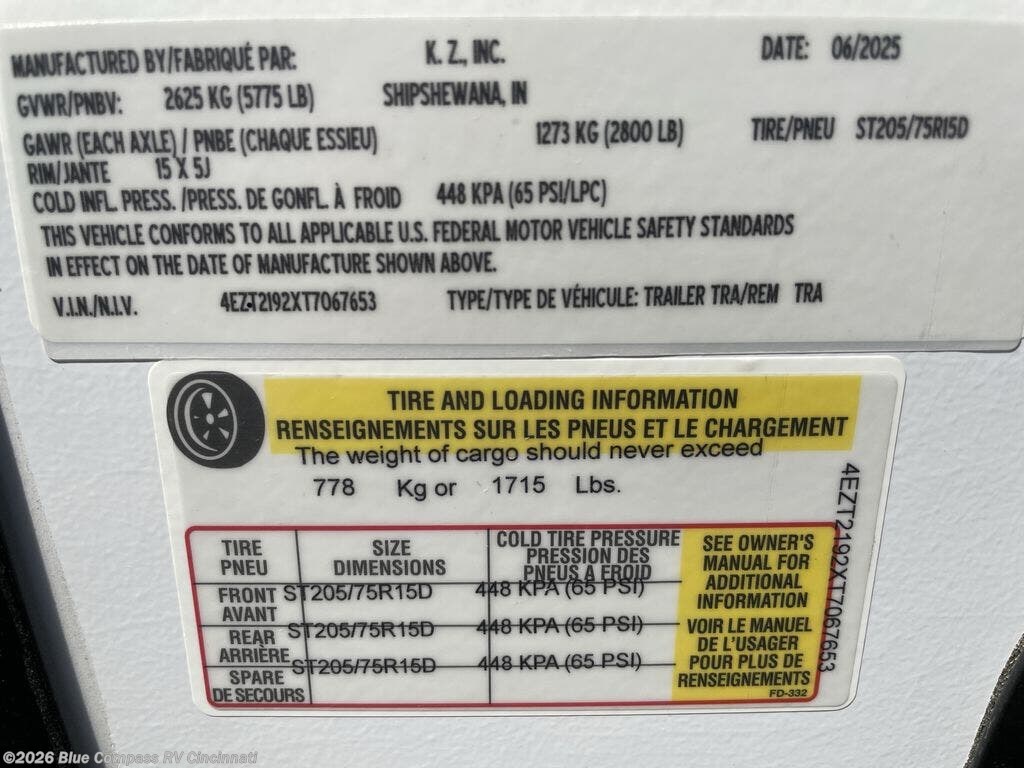 MANUFACTURED BY/FABRIQUÉ PAR: K. Z., INC. DATE: 06/2025
GVWR/PNBV: 2625 KG (5775 LB) SHIPSHEWANA, IN
GAWR (EACH AXLE) / PNBE (CHAQUE ESSIEU) 1273 KG (2800 LB) TIRE/PNEU ST205/75R15D
RIM/JANTE 15 X 5J
COLD INFL. PRESS. /PRESS. DE GONFL. À FROID 448 KPA (65 PSI/LPC)
THIS VEHICLE CONFORMS TO ALL APPLICABLE U.S. FEDERAL MOTOR VEHICLE SAFETY STANDARDS
IN EFFECT ON THE DATE OF MANUFACTURE SHOWN ABOVE.
V.I.N./N.I.V. 4EZT2192XT7067653 TYPE/TYPE DE VÉHICULE: TRAILER TRA/REM TRA
TIRE AND LOADING INFORMATION
RENSEIGNEMENTS SUR LES PNEUS ET LE CHARGEMENT
The weight of cargo should never exceed
778 Kg or 1715 Lbs.
TIRE
PNEU
SIZE
DIMENSIONS
COLD TIRE PRESSURE
PRESSION DES
PNEUS A FROID
FRONT
AVANT
ST205/75R15D
448 KPA (65 PSI)
REAR
ARRIÈRE
ST205/75R15D
448 KPA (65 PSI)
SPARE
DE SECOURS
ST205/75R15D
448 KPA (65 PSI)
SEE OWNER'S
MANUAL FOR
ADDITIONAL
INFORMATION
VOIR LE MANUEL
DE L'USAGER
POUR PLUS DE
RENSEIGNEMENTS
FD-332
4EZT2192XT7067653
©2026 Blue Compass RV Cincinnati